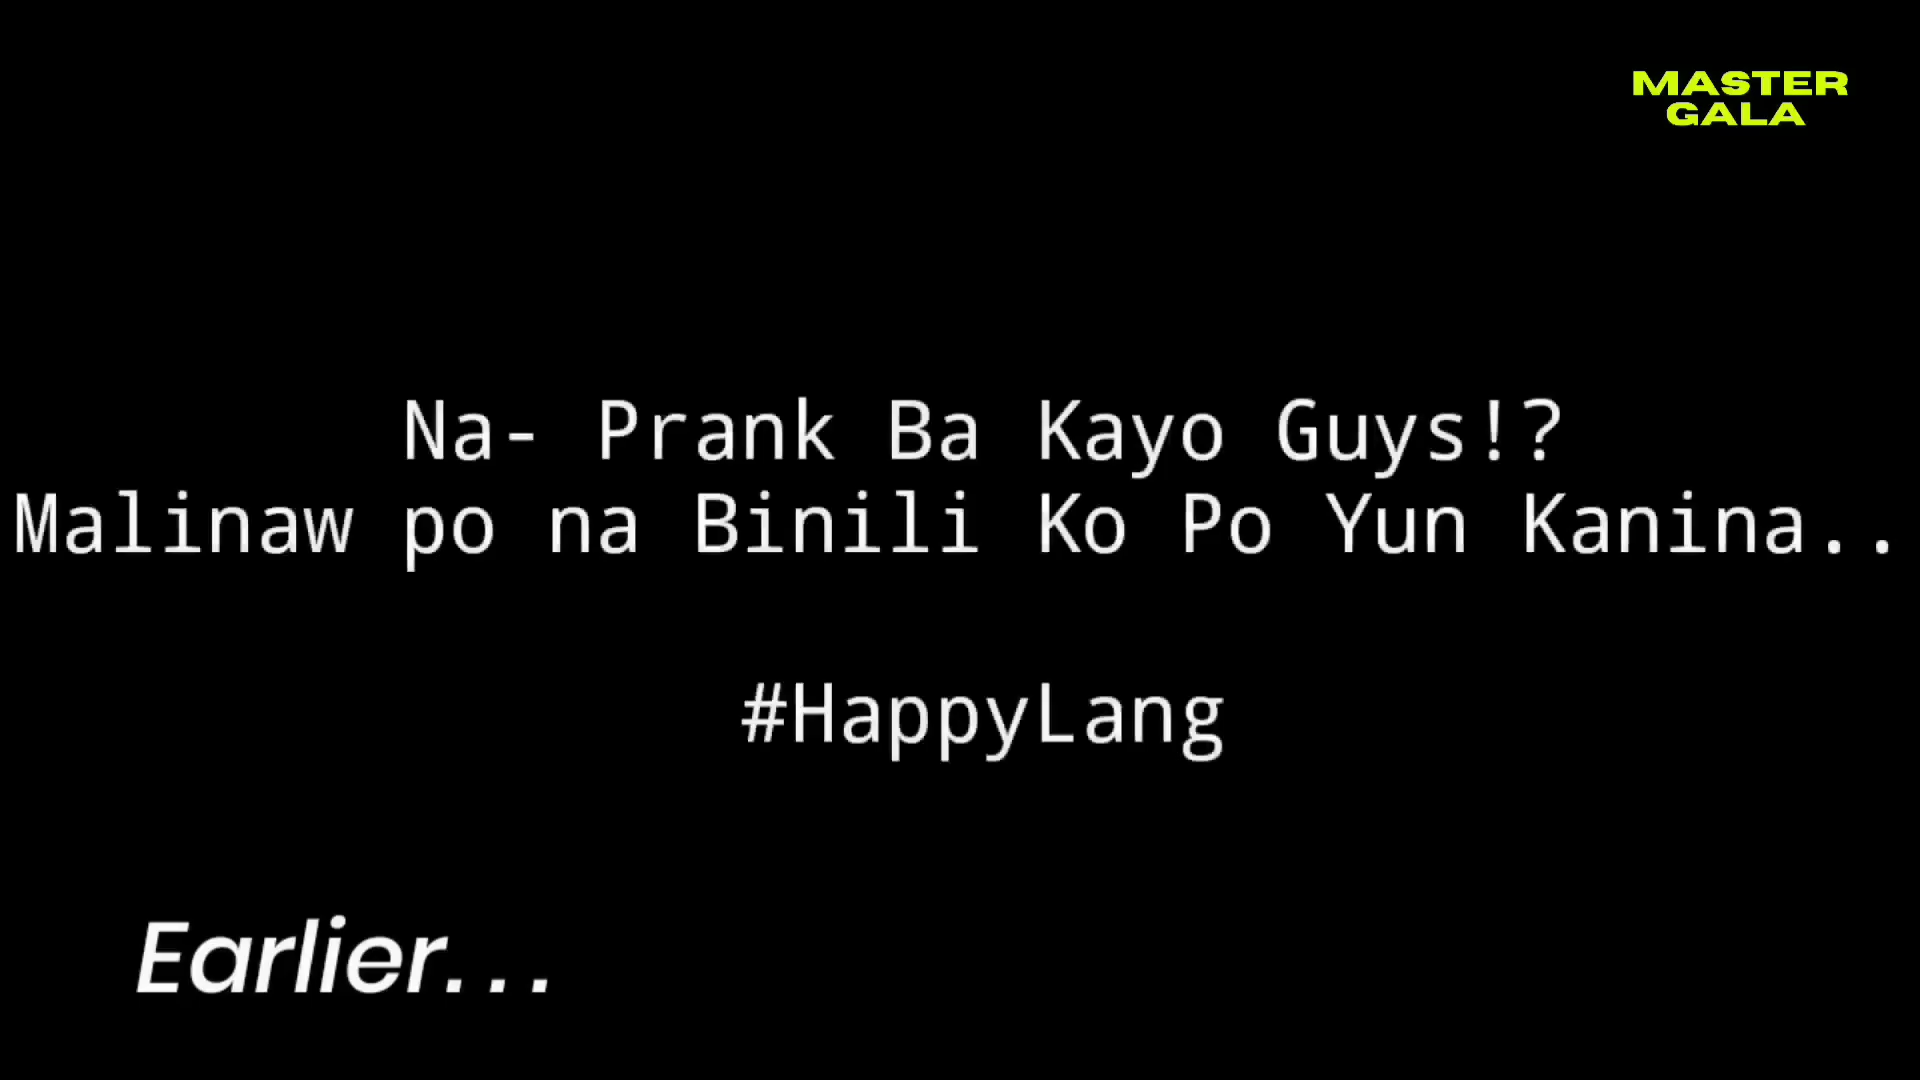 MASTER
GALA
Na- Prank Ba Kayo Guys!?
Malinaw po na Binili Ko Po Yun Kanina..
#HappyLang
Earlier...